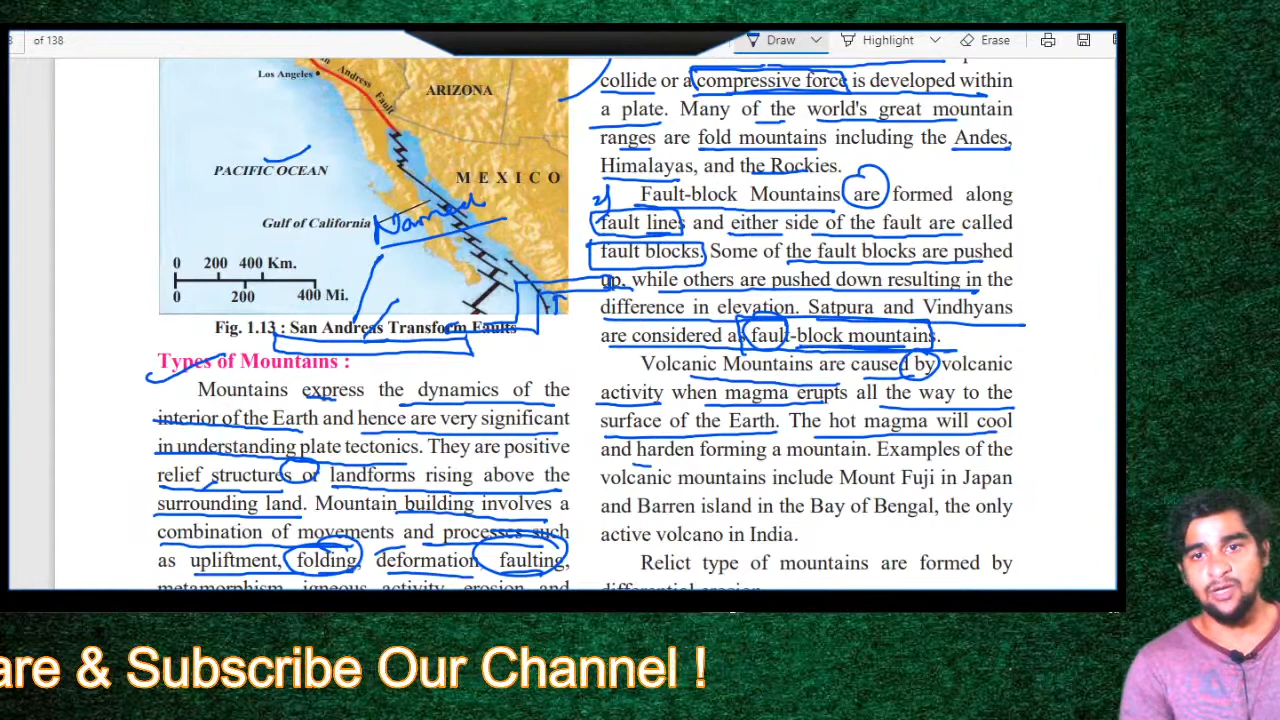 of 138
Draw
Highlight
Erase
Los Angeles
Andress
Fault
ARIZONA
PACIFIC OCEAN
MEXICO
Gulf of California
0 200 400 Km.
0 200 400 Mi.
Fig. 1.13 : San Andreas Transform Faults
Types of Mountains :
Mountains express the dynamics of the
interior of the Earth and hence are very significant
in understanding plate tectonics. They are positive
relief structures or landforms rising above the
surrounding land. Mountain building involves a
combination of movements and processes such
as upliftment, folding, deformation, faulting,
metamorphism, igneous activity, erosion and
collide or a compressive force is developed within
a plate. Many of the world's great mountain
ranges are fold mountains including the Andes,
Himalayas, and the Rockies.
2)
Fault-block Mountains are formed along
fault lines and either side of the fault are called
fault blocks. Some of the fault blocks are pushed
up, while others are pushed down resulting in the
difference in elevation. Satpura and Vindhyans
are considered as fault-block mountains.
Volcanic Mountains are caused by volcanic
activity when magma erupts all the way to the
surface of the Earth. The hot magma will cool
and harden forming a mountain. Examples of the
volcanic mountains include Mount Fuji in Japan
and Barren island in the Bay of Bengal, the only
active volcano in India.
Relict type of mountains are formed by
differential erosion.
are & Subscribe Our Channel !